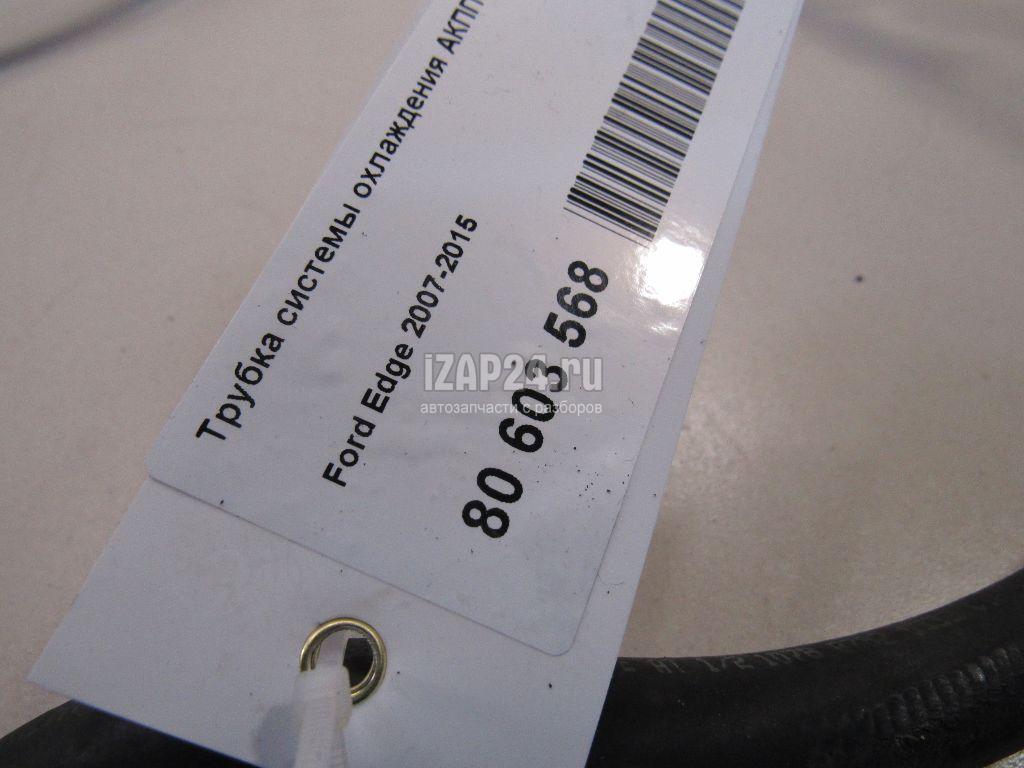 Трубка системы охлаждения АКПП
Ford Edge 2007-2015
80 603 568
iZAP24.ru
автозапчасти с разборов